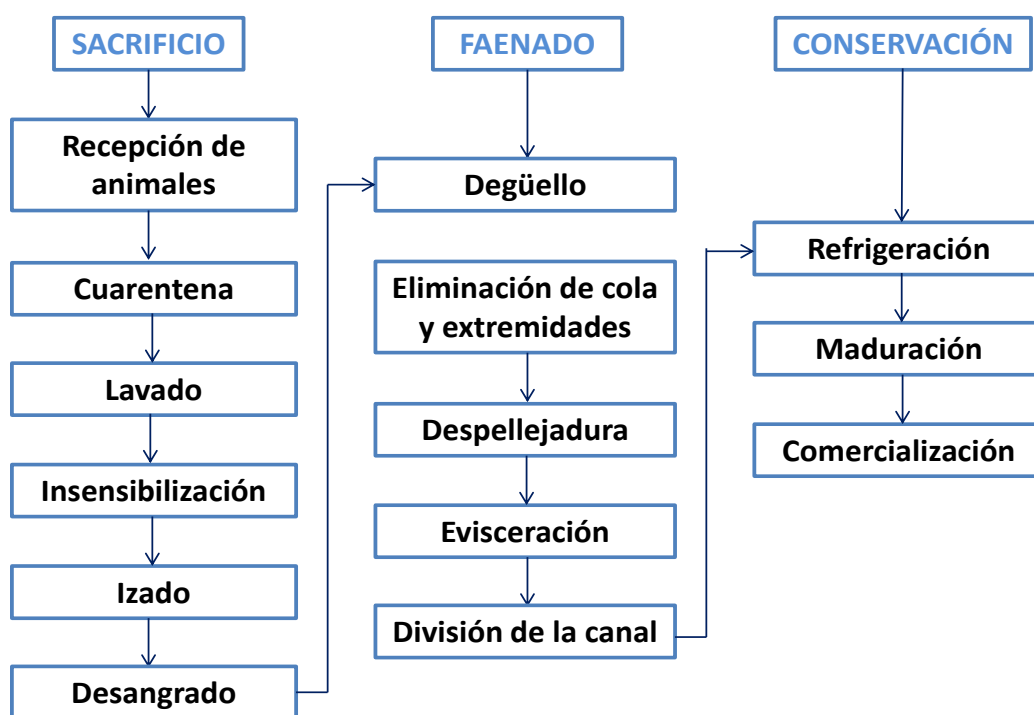 SACRIFICIO
Recepción de
animales
Cuarentena
Lavado
Insensibilización
Izado
Desangrado
FAENADO
Degüello
Eliminación de cola
y extremidades
Despellejadura
Evisceración
División de la canal
CONSERVACIÓN
Refrigeración
Maduración
Comercialización